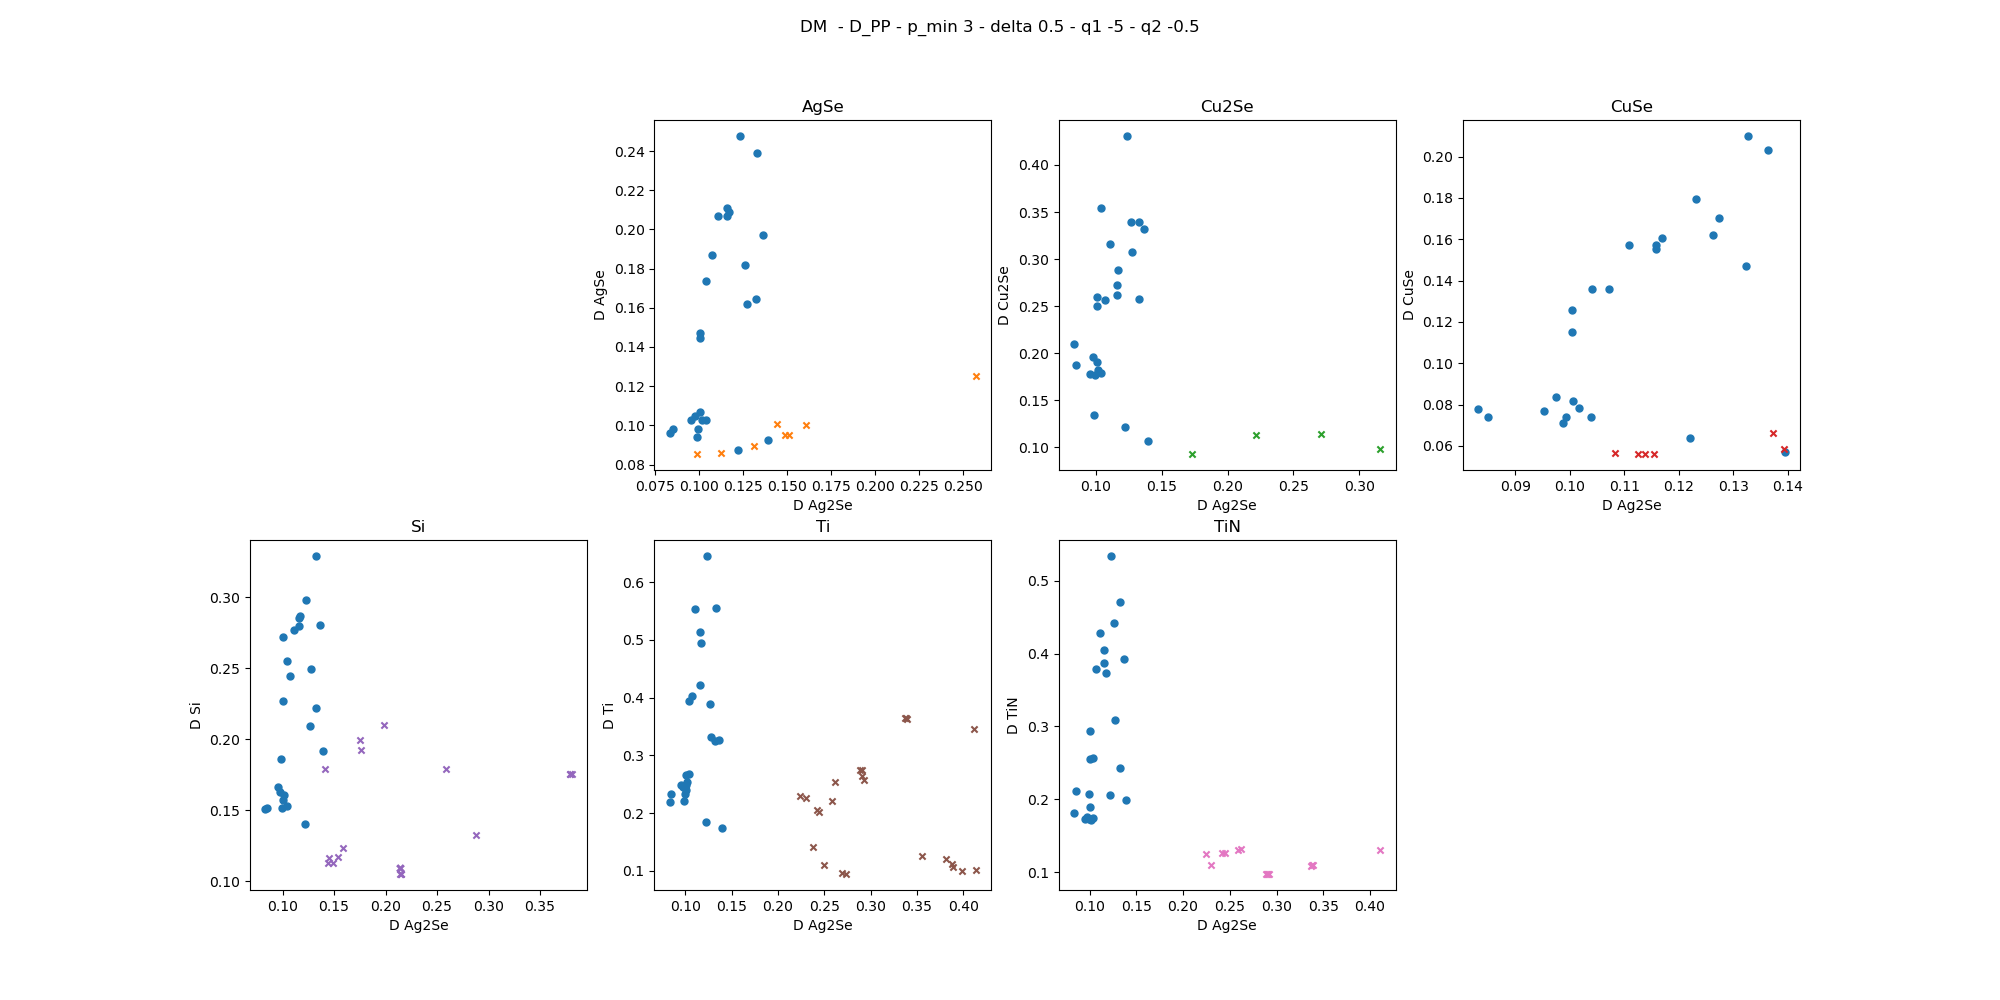 DM  - D_PP - p_min 3 - delta 0.5 - q1 -5 - q2 -0.5
AgSe
0.24
0.22
0.20
0.18
0.16
0.14
0.12
0.10
0.08
D AgSe
0.075 0.100 0.125 0.150 0.175 0.200 0.225 0.250
D Ag2Se
Cu2Se
0.40
0.35
0.30
0.25
0.20
0.15
0.10
D Cu2Se
0.10 0.15 0.20 0.25 0.30
D Ag2Se
CuSe
0.20
0.18
0.16
0.14
0.12
0.10
0.08
0.06
D CuSe
0.09 0.10 0.11 0.12 0.13 0.14
D Ag2Se
Si
0.30
0.25
0.20
0.15
0.10
D Si
0.10 0.15 0.20 0.25 0.30 0.35
D Ag2Se
Ti
0.6
0.5
0.4
0.3
0.2
0.1
D Ti
0.10 0.15 0.20 0.25 0.30 0.35 0.40
D Ag2Se
TiN
0.5
0.4
0.3
0.2
0.1
D TiN
0.10 0.15 0.20 0.25 0.30 0.35 0.40
D Ag2Se